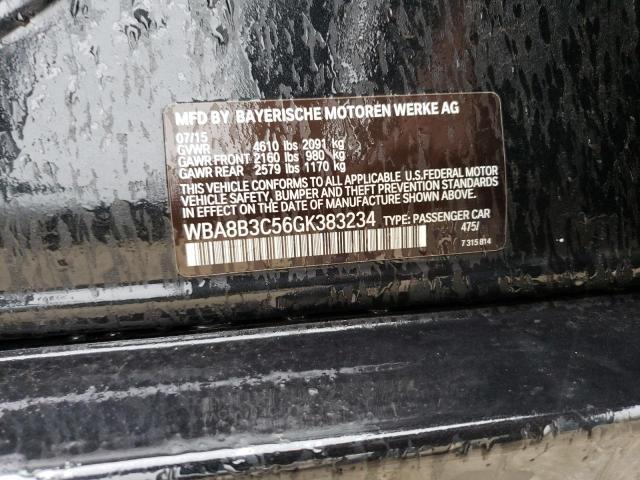 MFD BY BAYERISCHE MOTOREN WERKE AG
07/15
GVWR 4610 lbs 2091 kg
GAWR FRONT 2160 lbs 980 kg
GAWR REAR 2579 lbs 1170 kg
THIS VEHICLE CONFORMS TO ALL APPLICABLE U.S.FEDERAL MOTOR
VEHICLE SAFETY, BUMPER AND THEFT PREVENTION STANDARDS
IN EFFECT ON THE DATE OF MANUFACTURE SHOWN ABOVE.
WBA8B3C56GK383234 TYPE: PASSENGER CAR
475/
7 315 814